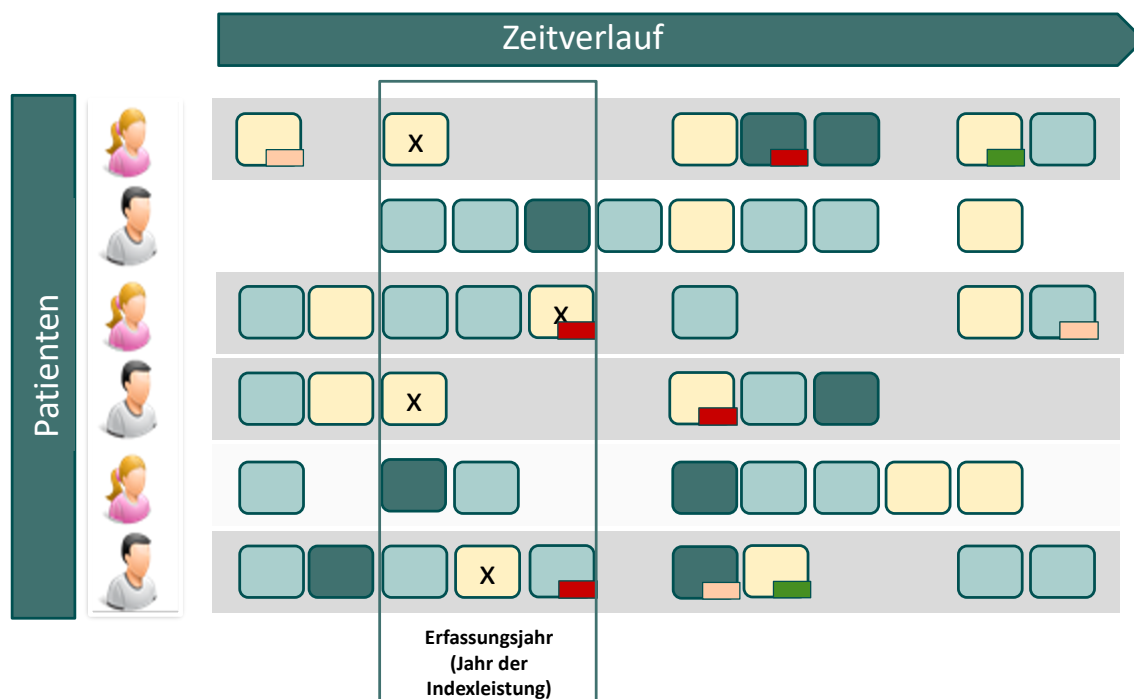 Zeitverlauf
Patienten
x
x
x
x
Erfassungsjahr
(Jahr der
Indexleistung)